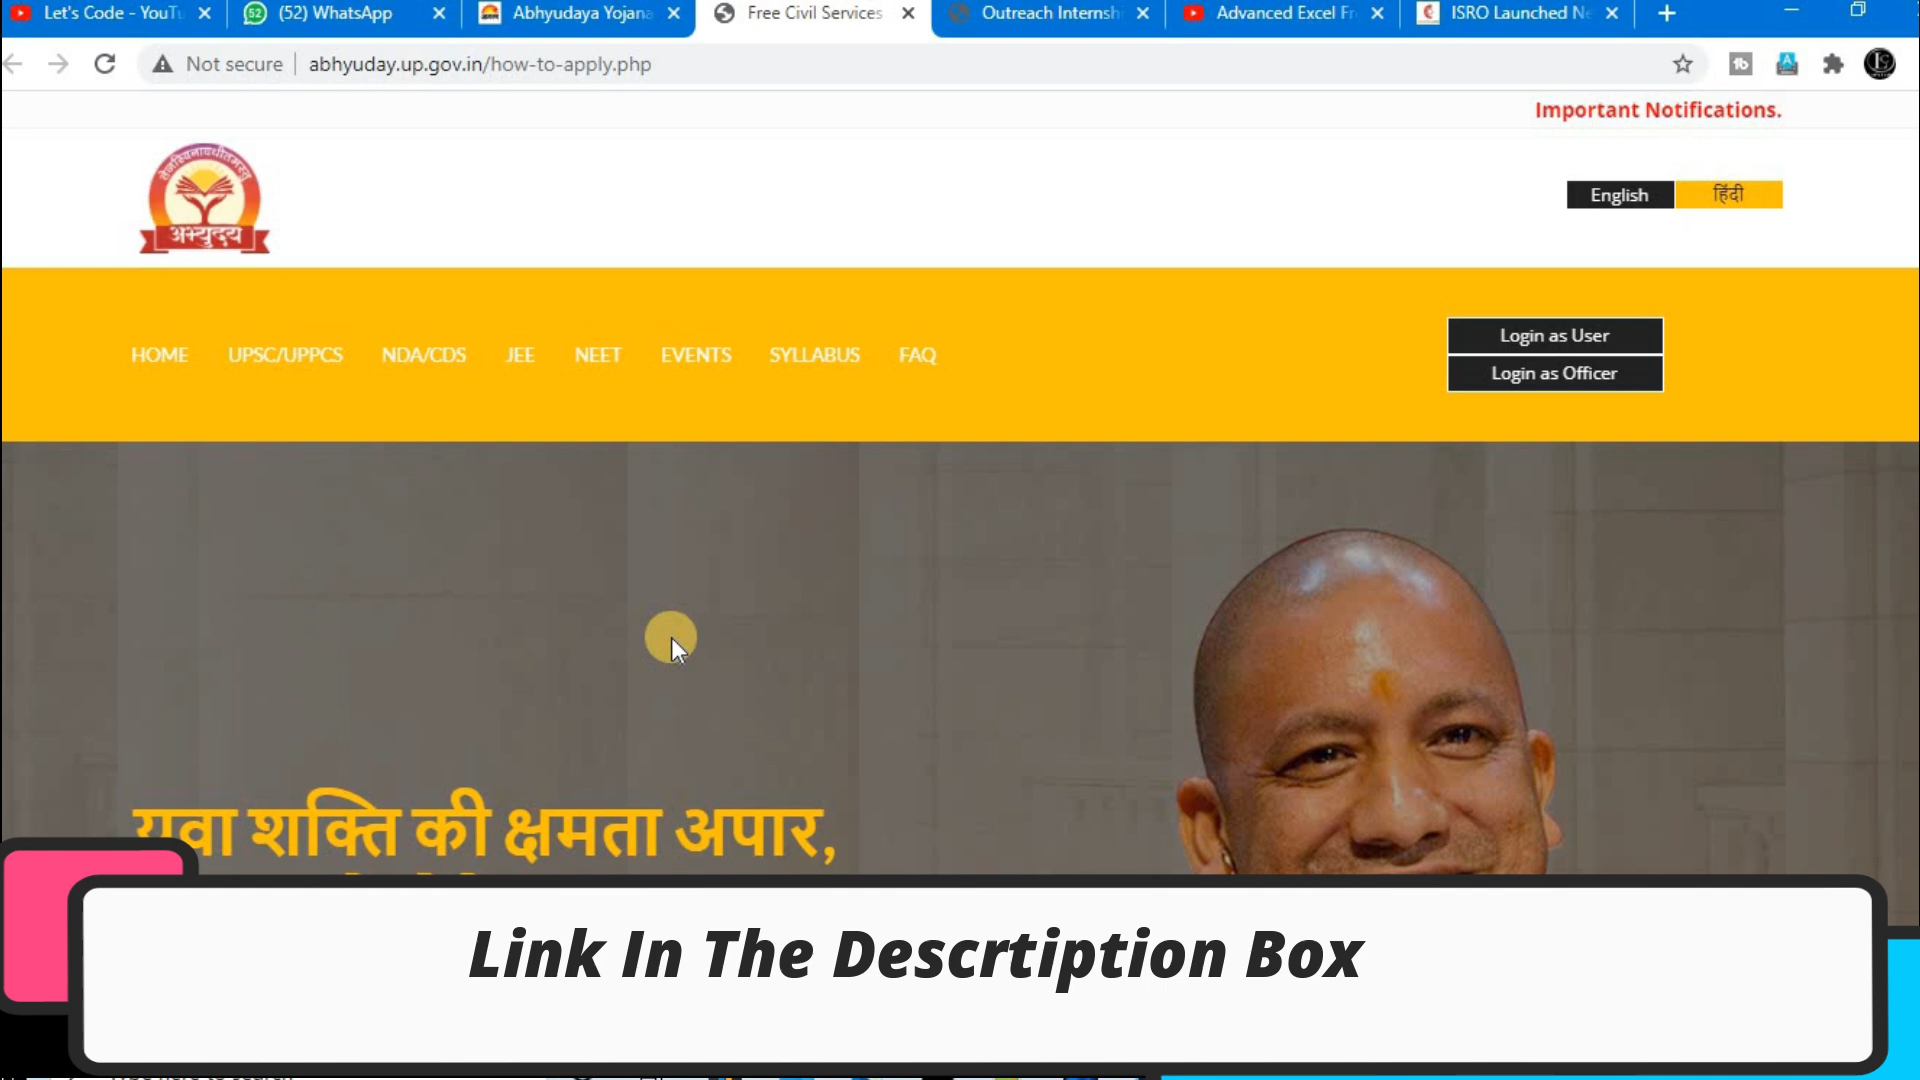 Let's Code - YouTu
(52) WhatsApp
Abhyudaya Yojana
Free Civil Services
Outreach Internshi
Advanced Excel Fr
ISRO Launched Ne
Not secure
abhyuday.up.gov.in/how-to-apply.php
Important Notifications.
अभ्युदय
English
हिंदी
HOME
UPSC/UPPCS
NDA/CDS
JEE
NEET
EVENTS
SYLLABUS
FAQ
Login as User
Login as Officer
युवा शक्ति की क्षमता अपार,
Link In The Descrtiption Box